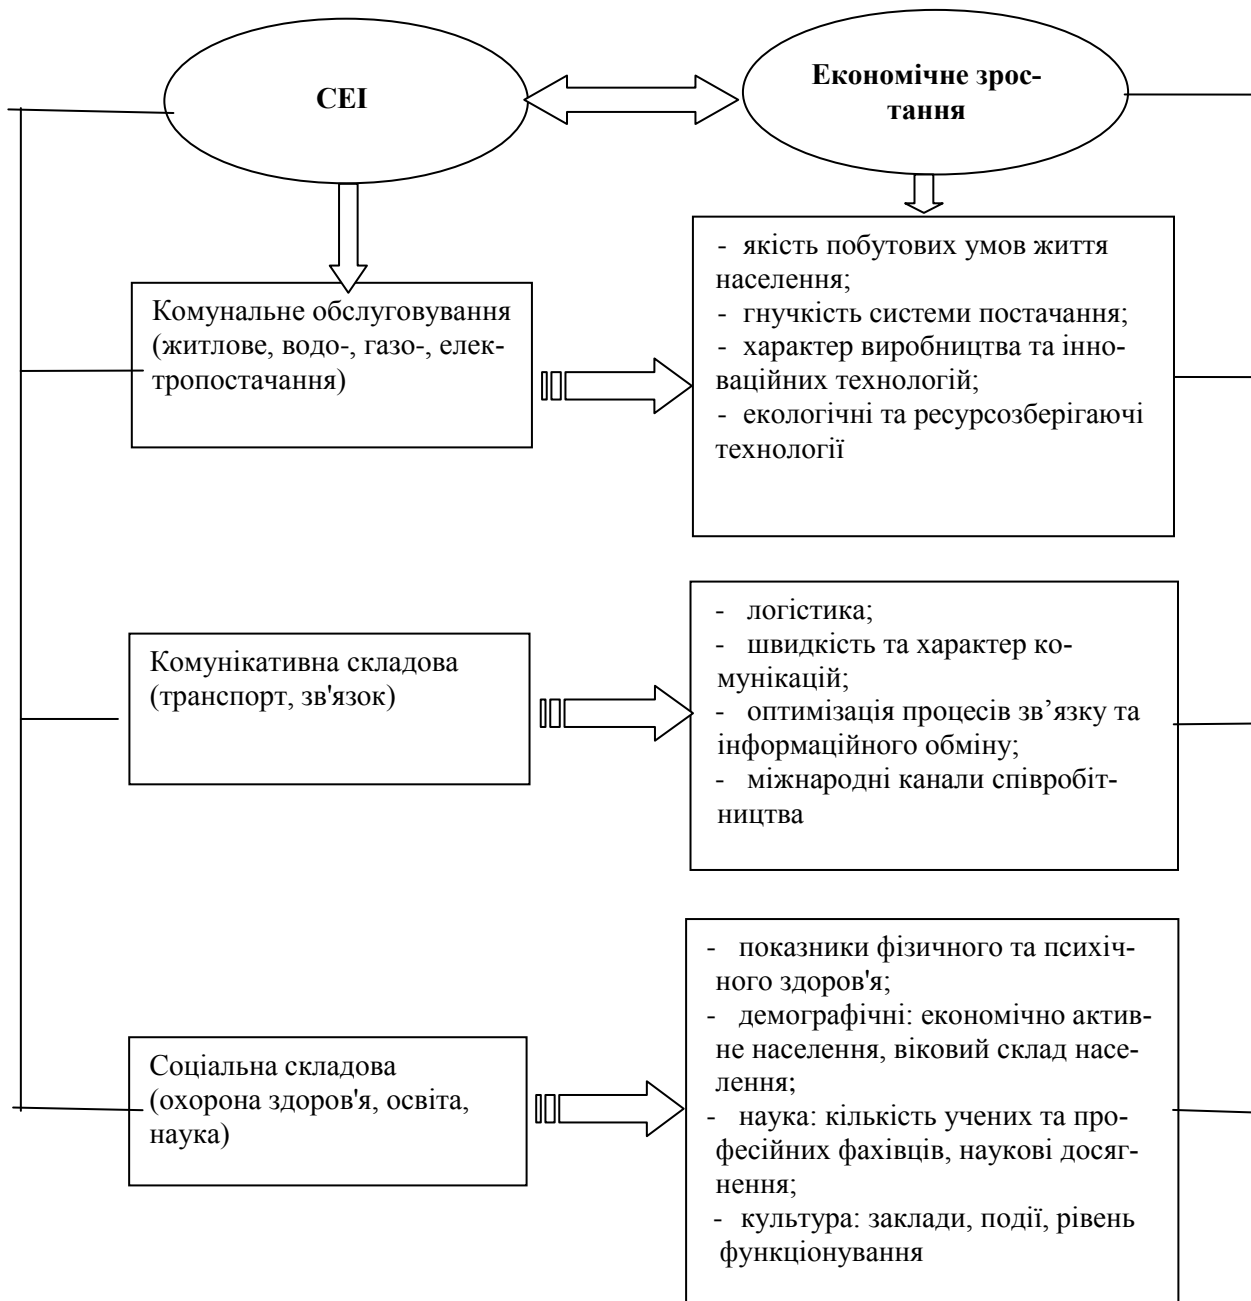 СЕІ
Економічне зрос-
тання
Комунальне обслуговування
(житлове, водо-, газо-, елек-
тропостачання)
- якість побутових умов життя
населення;
- гнучкість системи постачання;
- характер виробництва та інно-
ваційних технологій;
- екологічні та ресурсозберігаючі
технології
Комунікативна складова
(транспорт, зв'язок)
- логістика;
- швидкість та характер ко-
мунікацій;
- оптимізація процесів зв’язку та
інформаційного обміну;
- міжнародні канали співробіт-
ництва
Соціальна складова
(охорона здоров'я, освіта,
наука)
- показники фізичного та психіч-
ного здоров'я;
- демографічні: економічно актив-
не населення, віковий склад насе-
лення;
- наука: кількість учених та про-
фесійних фахівців, наукові досяг-
нення;
- культура: заклади, події, рівень
функціонування